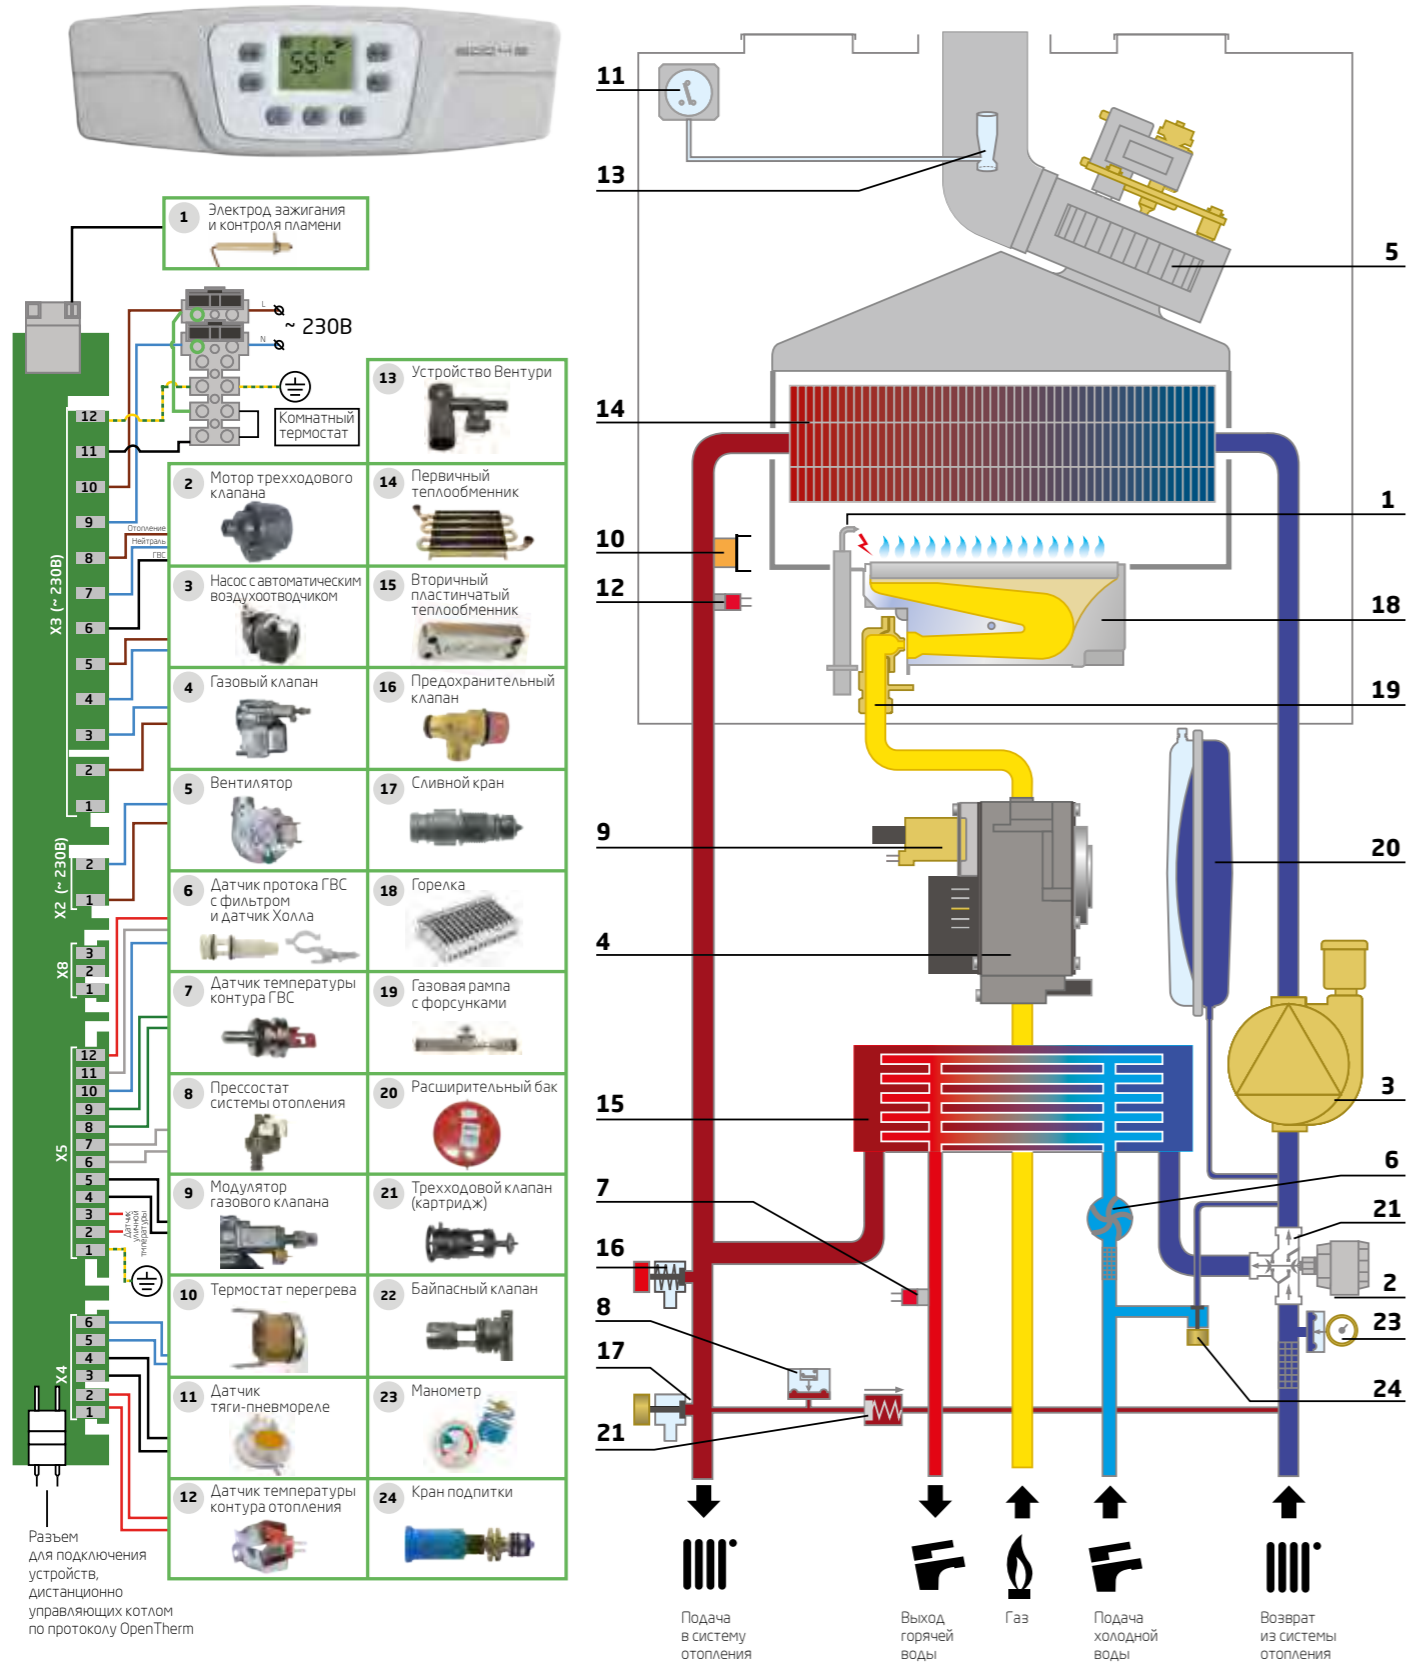 55°c
1
Электрод зажигания
и контроля пламени
L
~ 230В
N
Комнатный
термостат
X3 (~ 230В)
12
11
10
9
8
7
6
5
4
3
2
1
Отопление
Нейтраль
ГВС
X2 (~ 230В)
2
1
X8
3
2
1
X5
12
11
10
9
8
7
6
5
4
3
2
1
Датчик
уличной
температуры
X4
6
5
4
3
2
1
Разъем
для подключения
устройств,
дистанционно
управляющих котлом
по протоколу OpenTherm
2
Мотор трехходового
клапана
3
Насос с автоматическим
воздухоотводчиком
4
Газовый клапан
5
Вентилятор
6
Датчик протока ГВС
с фильтром
и датчик Холла
7
Датчик температуры
контура ГВС
8
Прессостат
системы отопления
9
Модулятор
газового клапана
10
Термостат перегрева
11
Датчик
тяги-пневмореле
12
Датчик температуры
контура отопления
13
Устройство Вентури
14
Первичный
теплообменник
15
Вторичный
пластинчатый
теплообменник
16
Предохранительный
клапан
17
Сливной кран
18
Горелка
19
Газовая рампа
с форсунками
20
Расширительный бак
21
Трехходовой клапан
(картридж)
22
Байпасный клапан
23
Манометр
24
Кран подпитки
11
13
5
14
1
10
12
18
19
9
20
4
3
15
6
7
21
16
2
8
23
17
24
21
Подача
в систему
отопления
Выход
горячей
воды
Газ
Подача
холодной
воды
Возврат
из системы
отопления